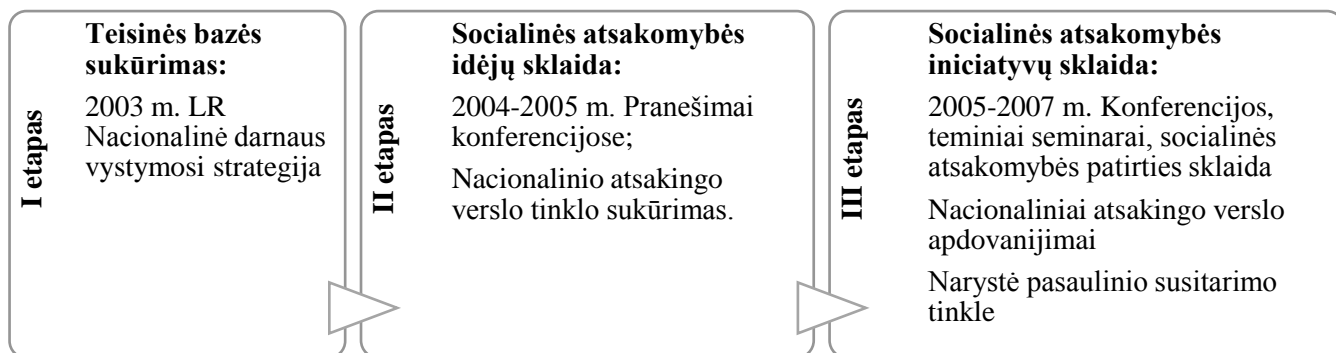 I etapas
Teisinės bazės
sukūrimas:
2003 m. LR
Nacionalinė darnaus
vystymosi strategija
II etapas
Socialinės atsakomybės
idėjų sklaida:
2004-2005 m. Pranešimai
konferencijose;
Nacionalinio atsakingo
verslo tinklo sukūrimas.
III etapas
Socialinės atsakomybės
iniciatyvų sklaida:
2005-2007 m. Konferencijos,
teminiai seminarai, socialinės
atsakomybės patirties sklaida
Nacionaliniai atsakingo verslo
apdovanijimai
Narystė pasaulinio susitarimo
tinkle